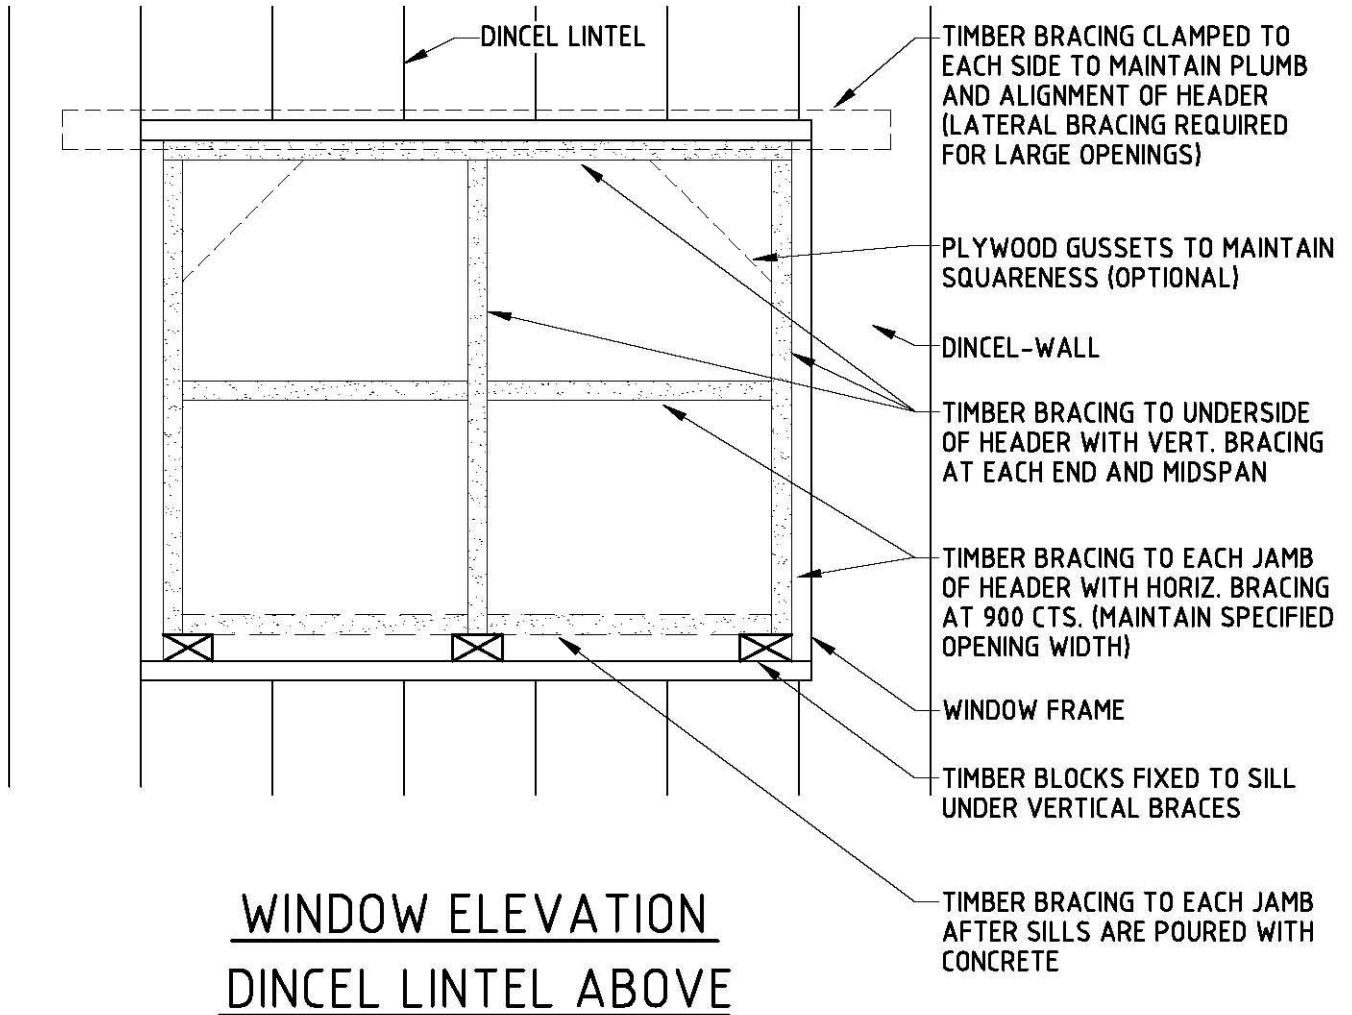 DINCEL LINTEL
TIMBER BRACING CLAMPED TO
EACH SIDE TO MAINTAIN PLUMB
AND ALIGNMENT OF HEADER
(LATERAL BRACING REQUIRED
FOR LARGE OPENINGS)
PLYWOOD GUSSETS TO MAINTAIN
SQUARENESS (OPTIONAL)
DINCEL-WALL
TIMBER BRACING TO UNDERSIDE
OF HEADER WITH VERT. BRACING
AT EACH END AND MIDSPAN
TIMBER BRACING TO EACH JAMB
OF HEADER WITH HORIZ. BRACING
AT 900 CTS. (MAINTAIN SPECIFIED
OPENING WIDTH)
WINDOW FRAME
TIMBER BLOCKS FIXED TO SILL
UNDER VERTICAL BRACES
TIMBER BRACING TO EACH JAMB
AFTER SILLS ARE POURED WITH
CONCRETE
WINDOW ELEVATION
DINCEL LINTEL ABOVE